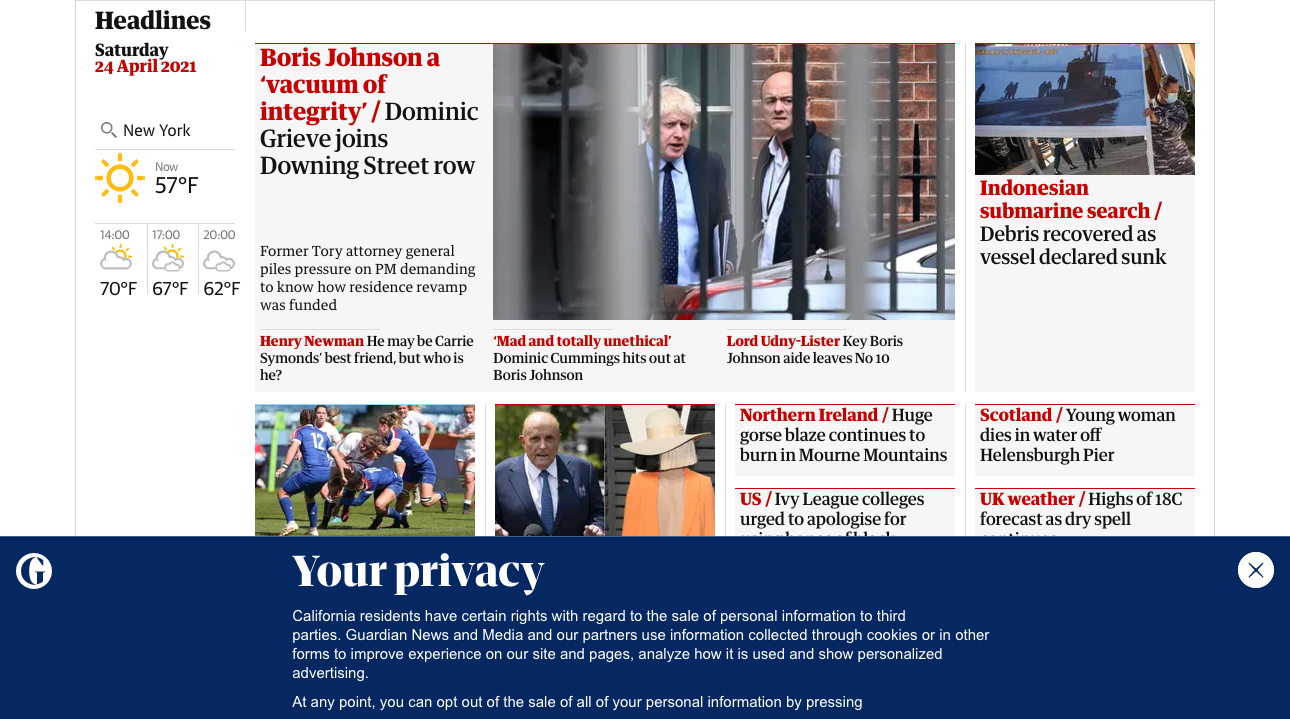 Headlines
Saturday
24 April 2021
New York
Now
57°F
14:00
17:00
20:00
70°F
67°F
62°F
Boris Johnson a
‘vacuum of
integrity’ / Dominic
Grieve joins
Downing Street row
Former Tory attorney general
piles pressure on PM demanding
to know how residence revamp
was funded
Henry Newman He may be Carrie
Symonds’ best friend, but who is
he?
‘Mad and totally unethical’
Dominic Cummings hits out at
Boris Johnson
Lord Udny-Lister Key Boris
Johnson aide leaves No 10
Indonesian
submarine search /
Debris recovered as
vessel declared sunk
12
Northern Ireland / Huge
gorse blaze continues to
burn in Mourne Mountains
US / Ivy League colleges
urged to apologise for
Scotland / Young woman
dies in water off
Helensburgh Pier
UK weather / Highs of 18C
forecast as dry spell
G
Your privacy
California residents have certain rights with regard to the sale of personal information to third
parties. Guardian News and Media and our partners use information collected through cookies or in other
forms to improve experience on our site and pages, analyze how it is used and show personalized
advertising.
At any point, you can opt out of the sale of all of your personal information by pressing